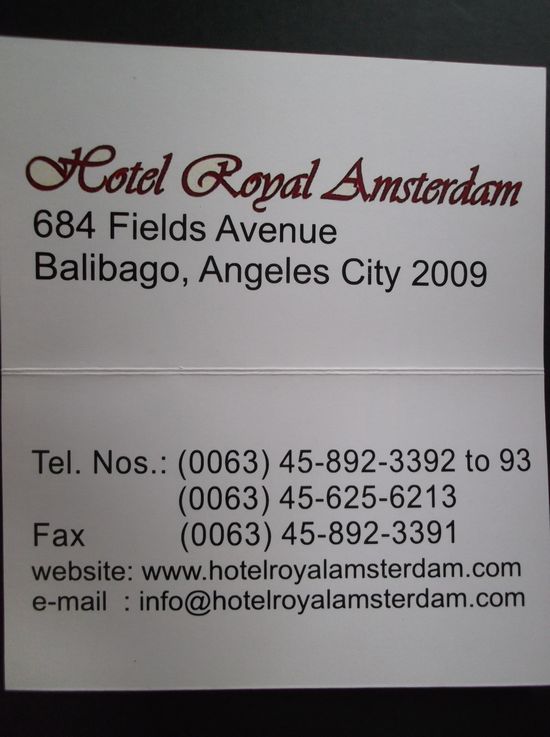 Hotel Royal Amsterdam
684 Fields Avenue
Balibago, Angeles City 2009
Tel. Nos.: (0063) 45-892-3392 to 93
(0063) 45-625-6213
Fax (0063) 45-892-3391
website: www.hotelroyalamsterdam.com
e-mail : info@hotelroyalamsterdam.com